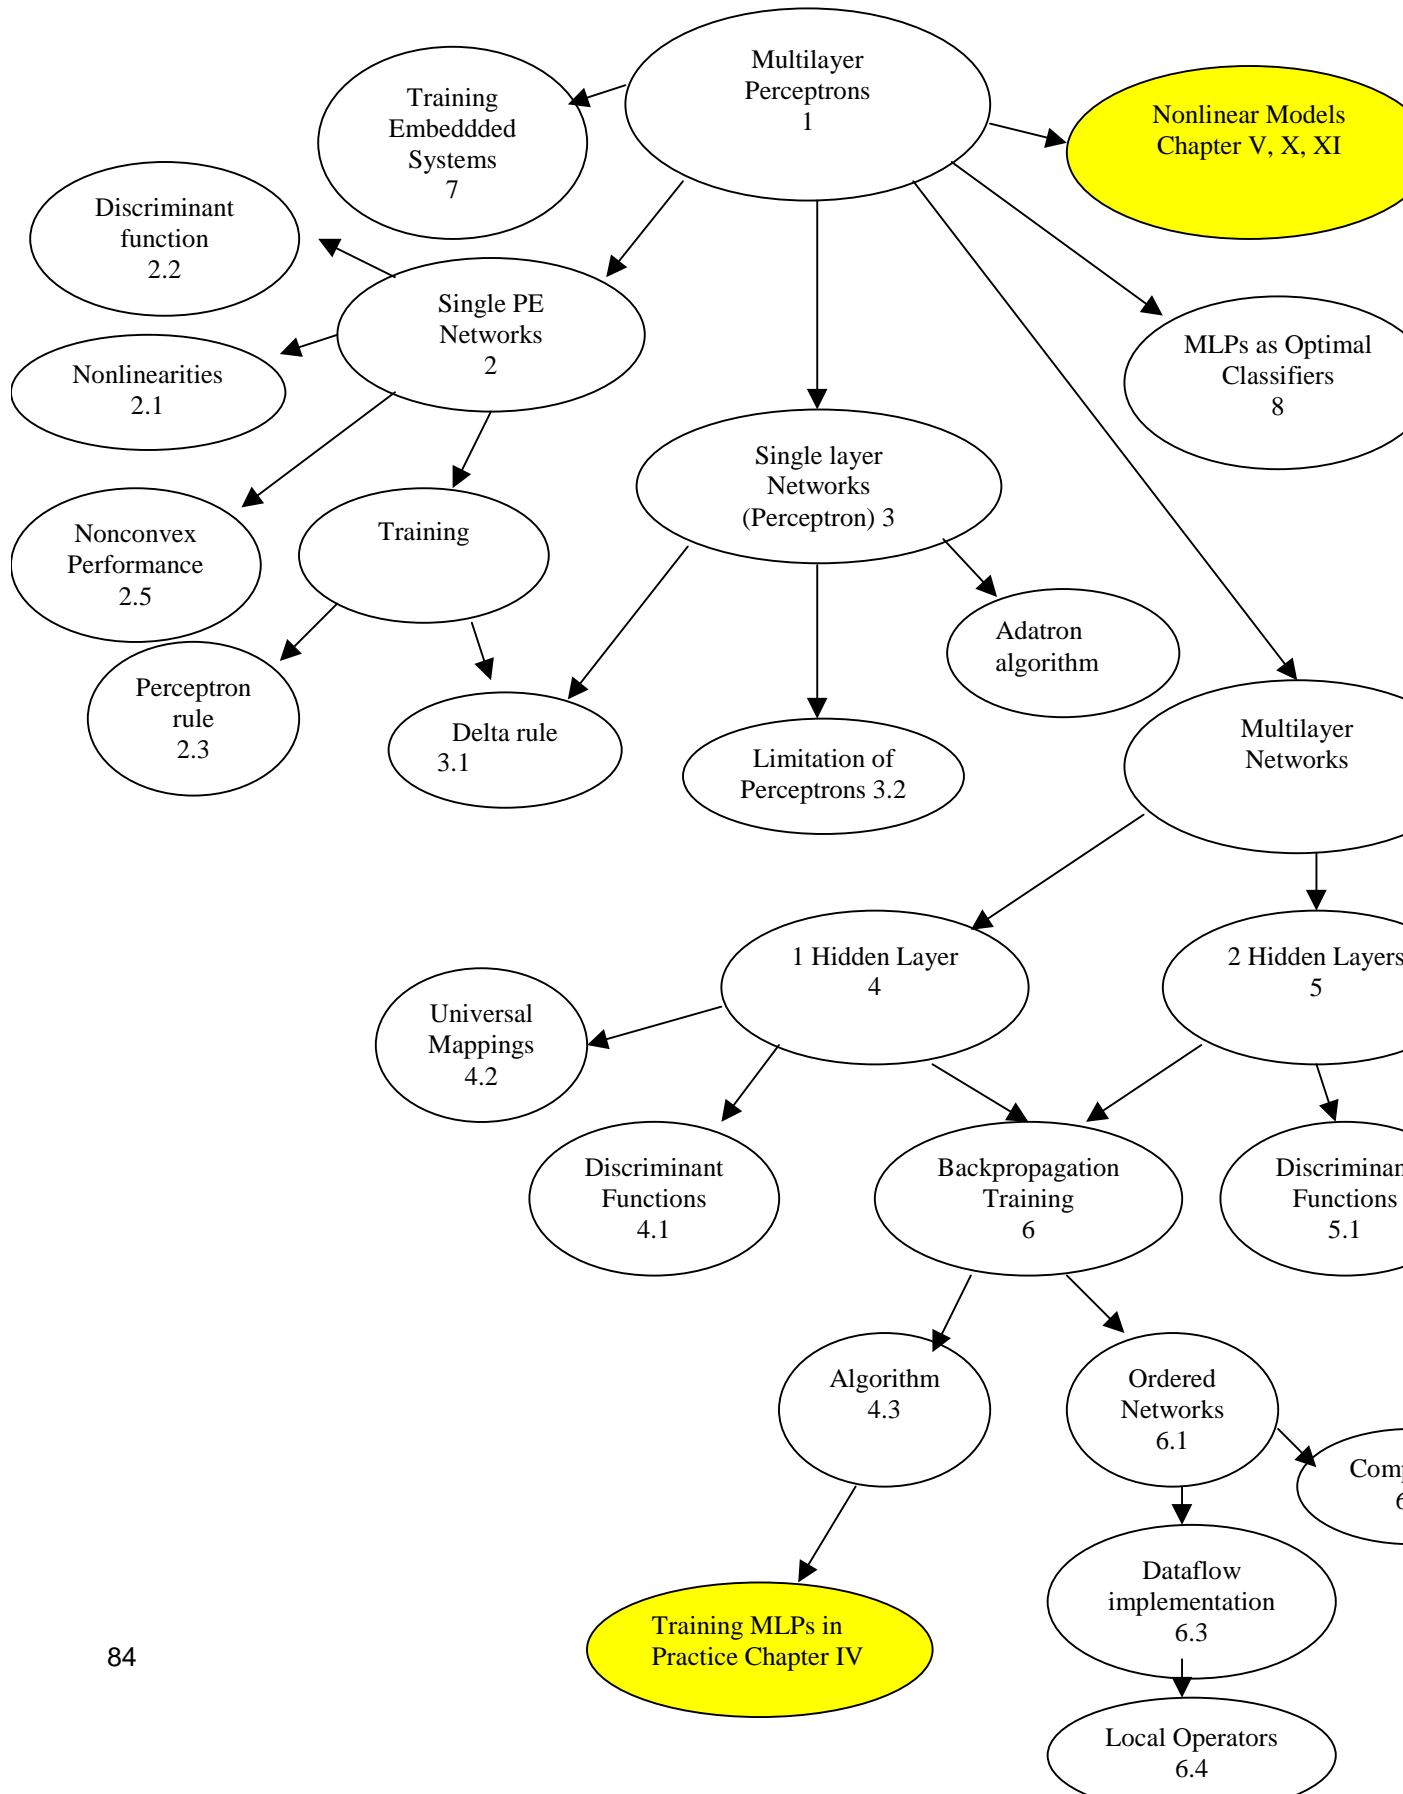 Multilayer
Perceptrons
1
Training
Embeddded
Systems
7
Nonlinear Models
Chapter V, X, XI
Discriminant
function
2.2
Single PE
Networks
2
Nonlinearities
2.1
MLPs as Optimal
Classifiers
8
Single layer
Networks
(Perceptron) 3
Nonconvex
Performance
2.5
Training
Adatron
algorithm
Perceptron
rule
2.3
Delta rule
3.1
Limitation of
Perceptrons 3.2
Multilayer
Networks
1 Hidden Layer
4
2 Hidden Layers
5
Universal
Mappings
4.2
Discriminant
Functions
4.1
Backpropagation
Training
6
Functions
5.1
Algorithm
4.3
Ordered
Networks
6.1
Dataflow
implementation
6.3
Training MLPs in
Practice Chapter IV
84
Local Operators
6.4